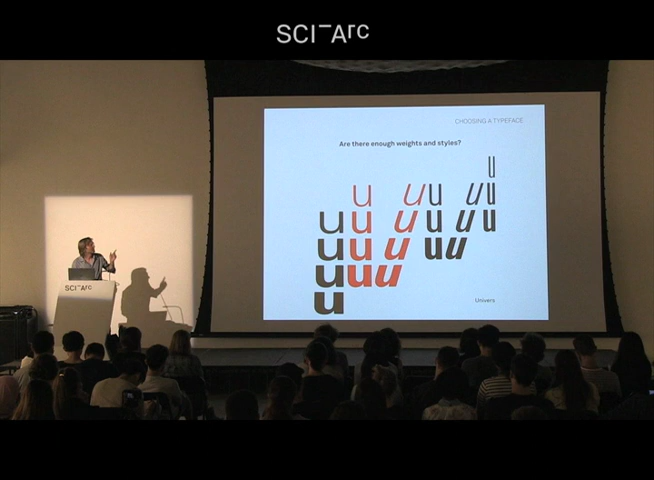 SCI-Arc
CHOOSING A TYPEFACE
Are there enough weights and styles?
u
u u u u u
u u u u u u
u u u u u
u u u
u
Univers
SCI-Arc